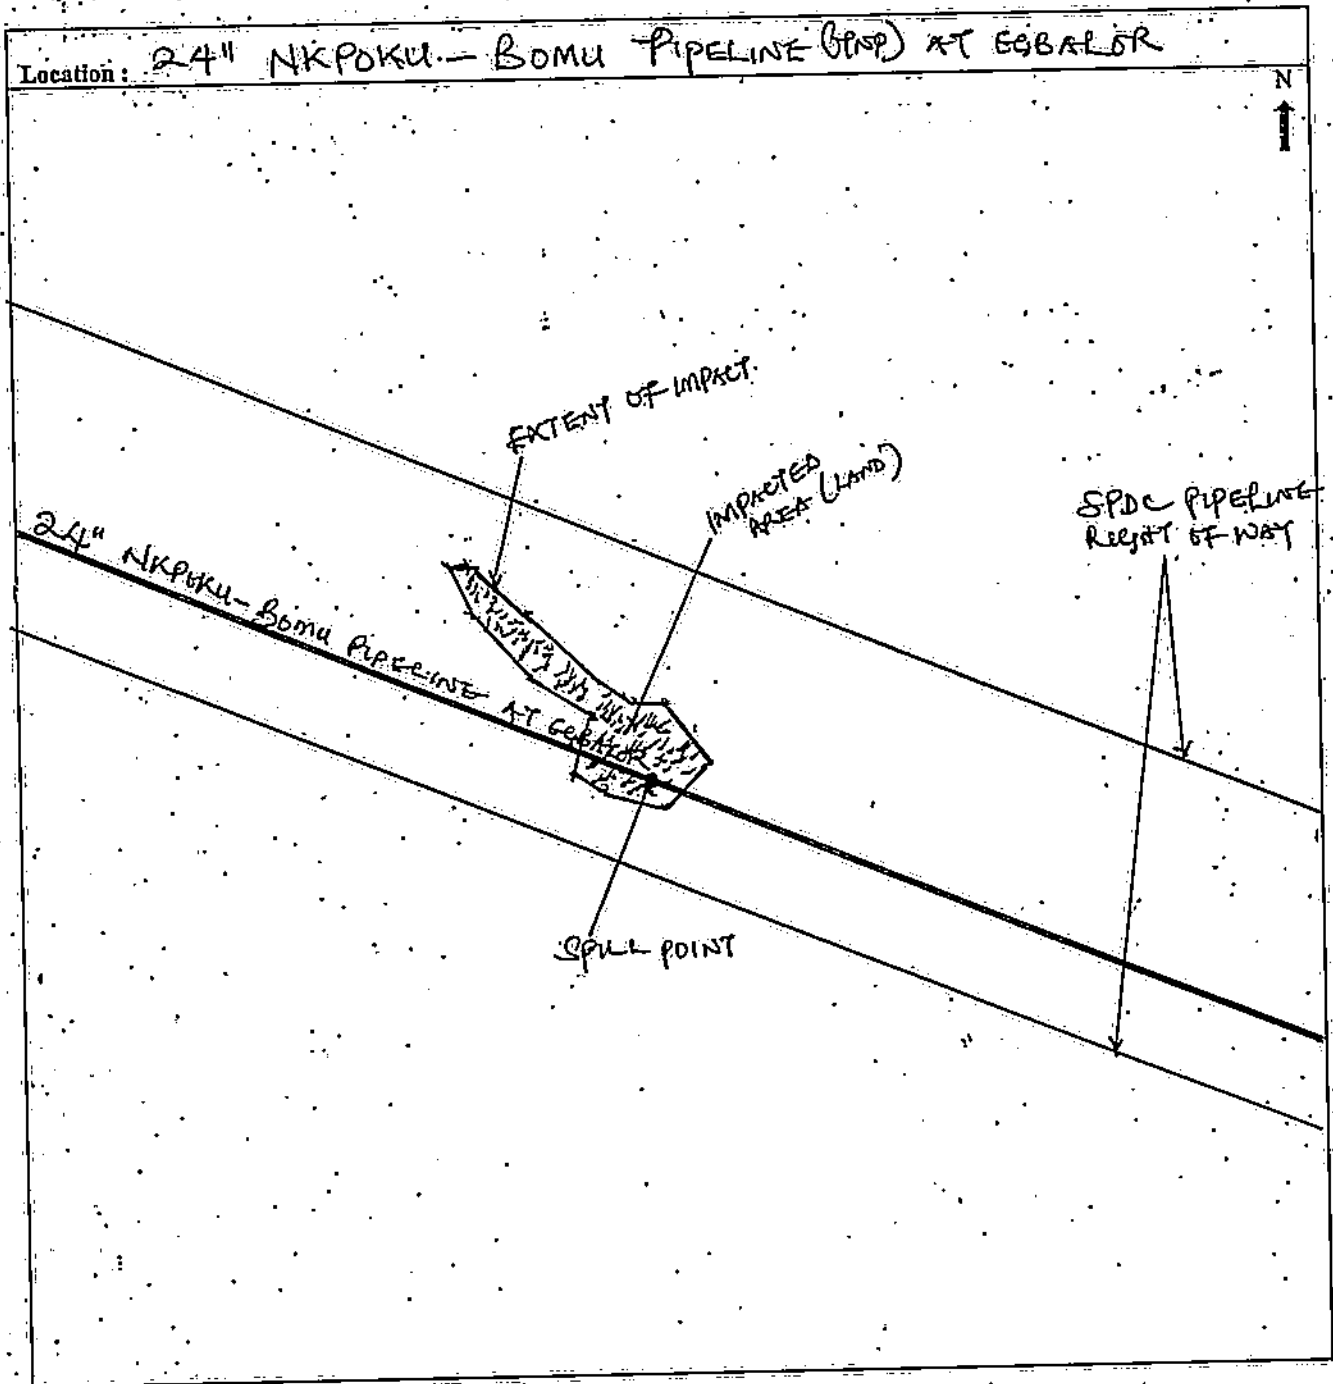 Location: 24" NKPOKU - BOMU PIPELINE (TNP) AT EGBALOR
N
EXTENT OF IMPACT.
IMPACTED
AREA (LAND)
SPDC PIPELINE
RIGHT OF WAY
24" NKPOKU - BOMU PIPELINE AT EGBALOR
SPILL POINT